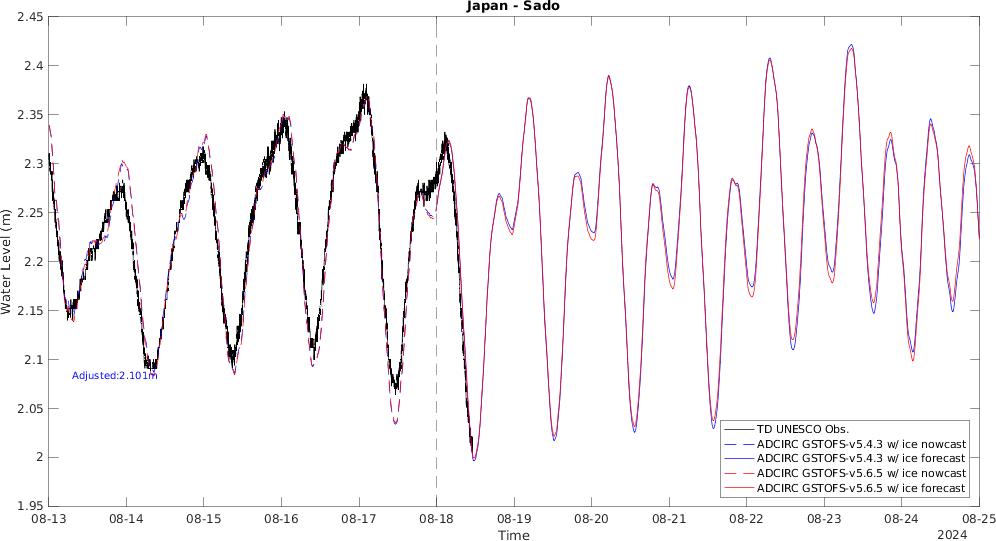 Japan - Sado
2.45
2.4
2.35
2.3
2.25
2.2
2.15
2.1
2.05
2
1.95
Water Level (m)
Adjusted:2.101m
TD UNESCO Obs.
ADCIRC GSTOFS-v5.4.3 w/ ice nowcast
ADCIRC GSTOFS-v5.4.3 w/ ice forecast
ADCIRC GSTOFS-v5.6.5 w/ ice nowcast
ADCIRC GSTOFS-v5.6.5 w/ ice forecast
08-13 08-14 08-15 08-16 08-17 08-18 08-19 08-20 08-21 08-22 08-23 08-24 08-25
Time
2024